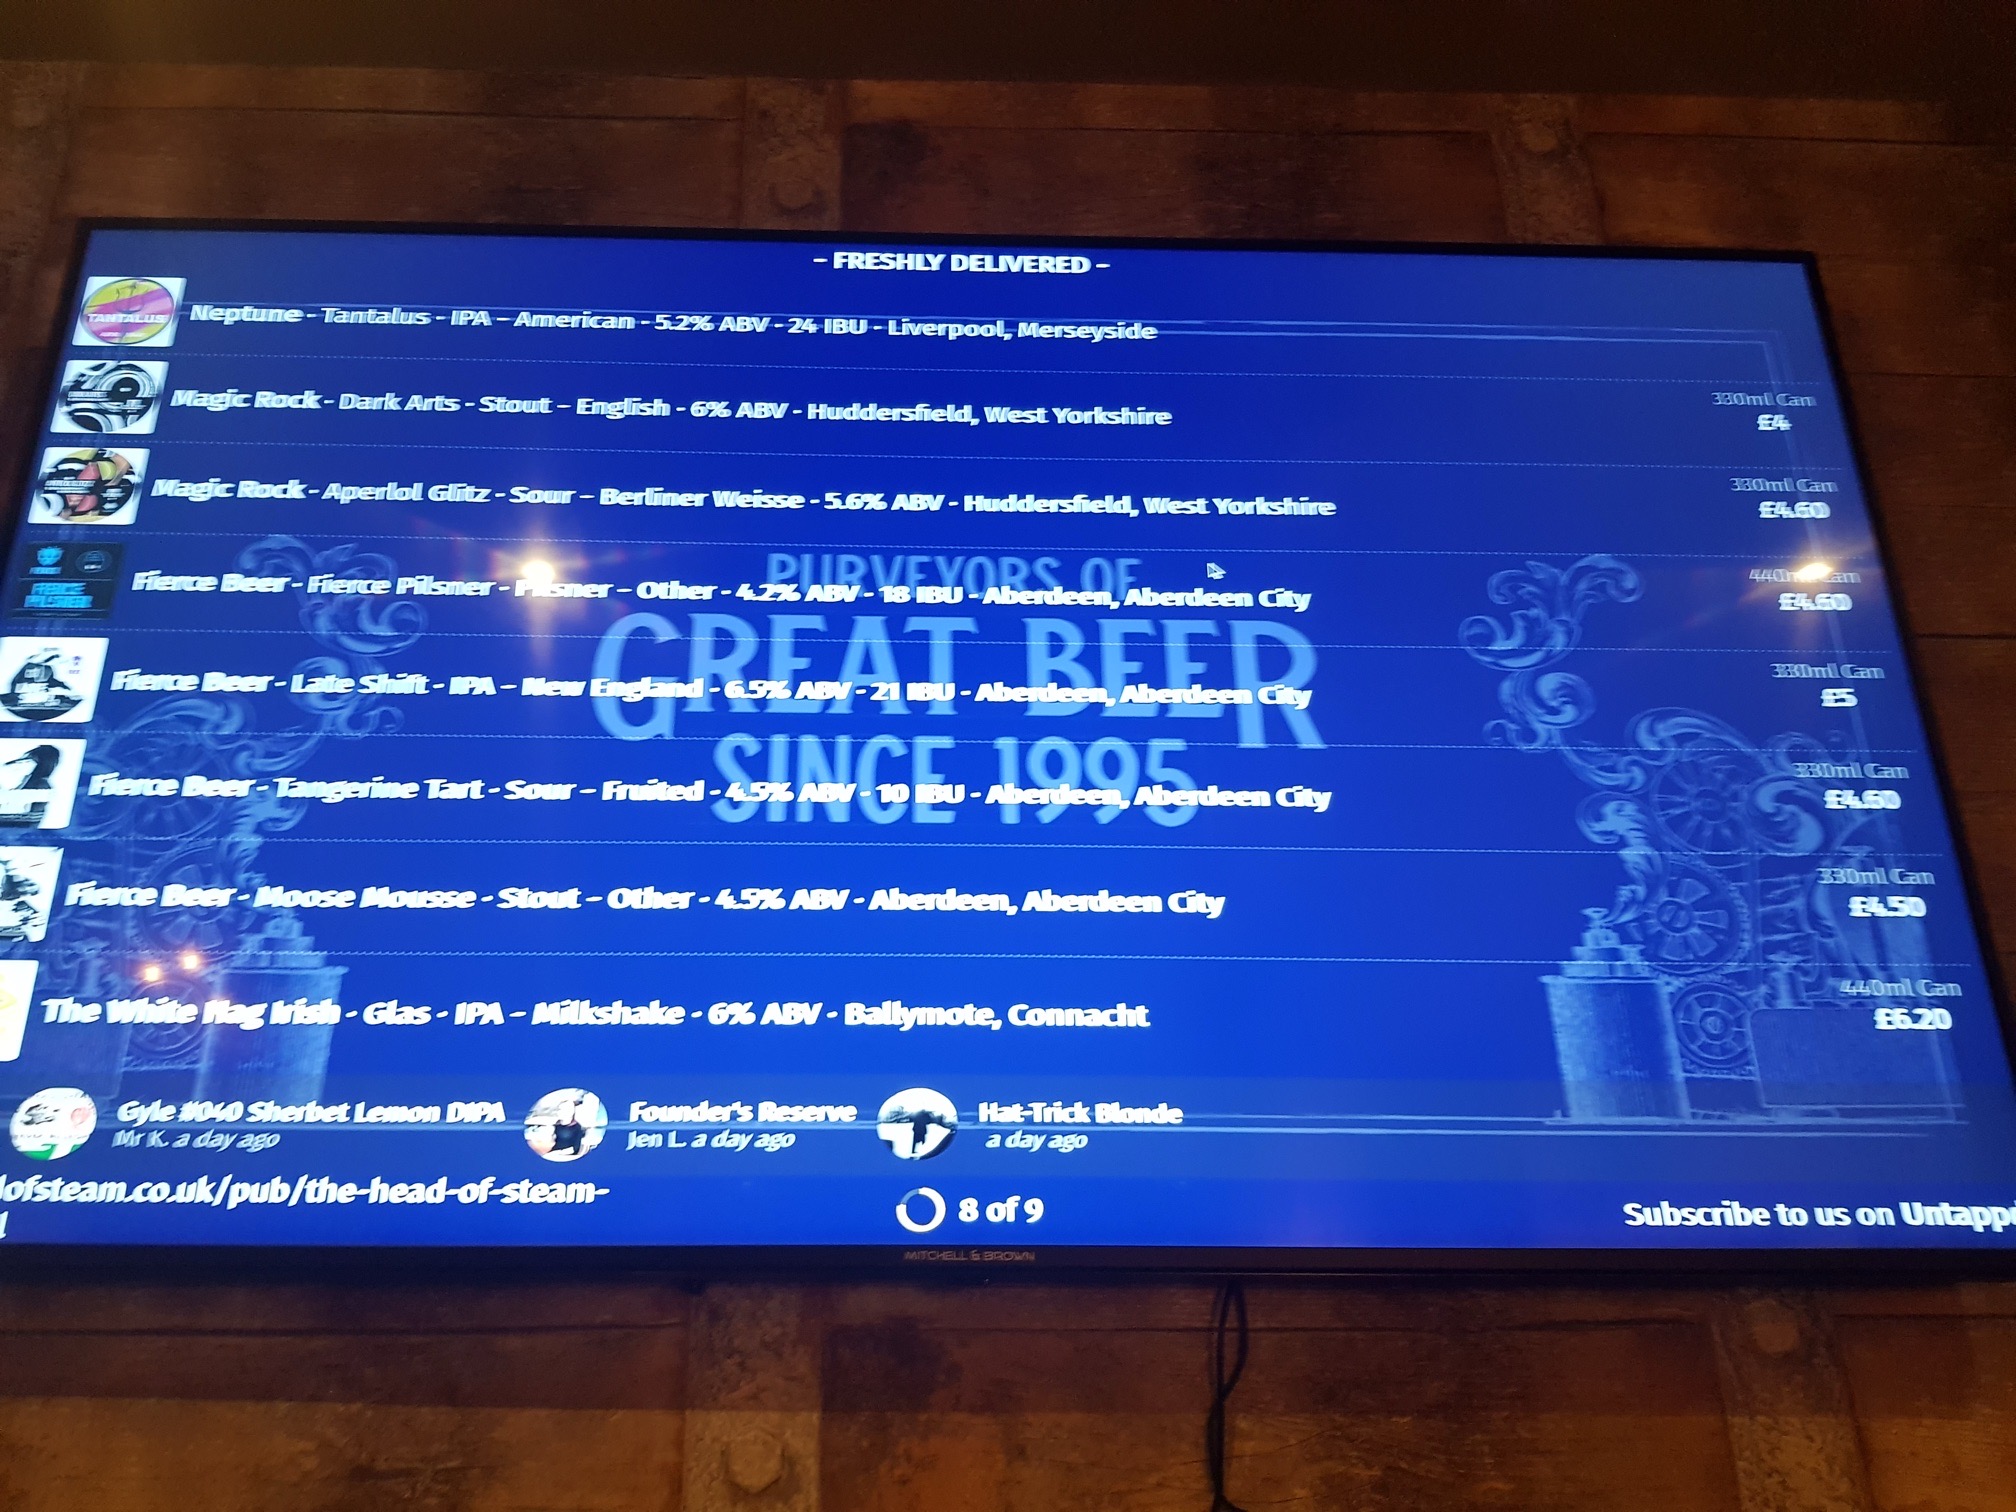 - FRESHLY DELIVERED -
TANTALUS
Neptune - Tantalus - IPA - American - 5.2% ABV - 24 IBU - Liverpool, Merseyside
Magic Rock - Dark Arts - Stout - English - 6% ABV - Huddersfield, West Yorkshire
330ml Can
£4
Magic Rock - Aperlol Glitz - Sour - Berliner Weisse - 5.6% ABV - Huddersfield, West Yorkshire
330ml Can
£4.60
PURVEYORS OF
GREAT BEER
SINCE 1995
FIERCE
PILSNER
Fierce Beer - Fierce Pilsner - Pilsner - Other - 4.2% ABV - 18 IBU - Aberdeen, Aberdeen City
440ml Can
£4.60
Fierce Beer - Late Shift - IPA - New England - 6.5% ABV - 21 IBU - Aberdeen, Aberdeen City
330ml Can
£5
Fierce Beer - Tangerine Tart - Sour - Fruited - 4.5% ABV - 10 IBU - Aberdeen, Aberdeen City
330ml Can
£4.60
Fierce Beer - Moose Mousse - Stout - Other - 4.5% ABV - Aberdeen, Aberdeen City
330ml Can
£4.50
The White Hag Irish - Glas - IPA - Milkshake - 6% ABV - Ballymote, Connacht
440ml Can
£6.20
Gyle #040 Sherbet Lemon DIPA
Mr K. a day ago
Founder's Reserve
Jen L. a day ago
Hat-Trick Blonde
a day ago
dofsteam.co.uk/pub/the-head-of-steam-
l
8 of 9
Subscribe to us on Untappd
MITCHELL & BROWN